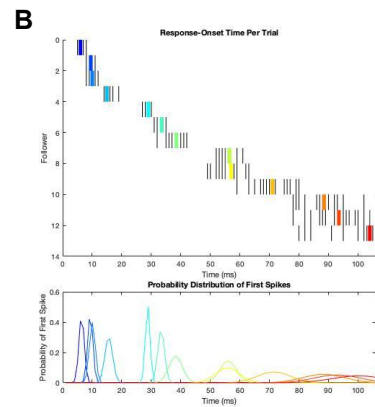 B
Response-Onset Time Per Trial
Follower
0
2
4
6
8
10
12
14
0 10 20 30 40 50 60 70 80 90 100
Time (ms)
Probability Distribution of First Spikes
Probability of First Spike
0.6
0.4
0.2
0
0 10 20 30 40 50 60 70 80 90 100
Time (ms)